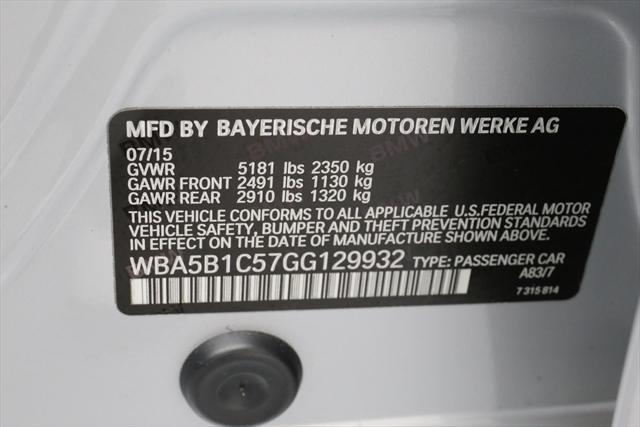 MFD BY BAYERISCHE MOTOREN WERKE AG
07/15
GVWR 5181 lbs 2350 kg
GAWR FRONT 2491 lbs 1130 kg
GAWR REAR 2910 lbs 1320 kg
THIS VEHICLE CONFORMS TO ALL APPLICABLE U.S.FEDERAL MOTOR
VEHICLE SAFETY, BUMPER AND THEFT PREVENTION STANDARDS
IN EFFECT ON THE DATE OF MANUFACTURE SHOWN ABOVE.
WBA5B1C57GG129932 TYPE: PASSENGER CAR
A83/7
7 315 814